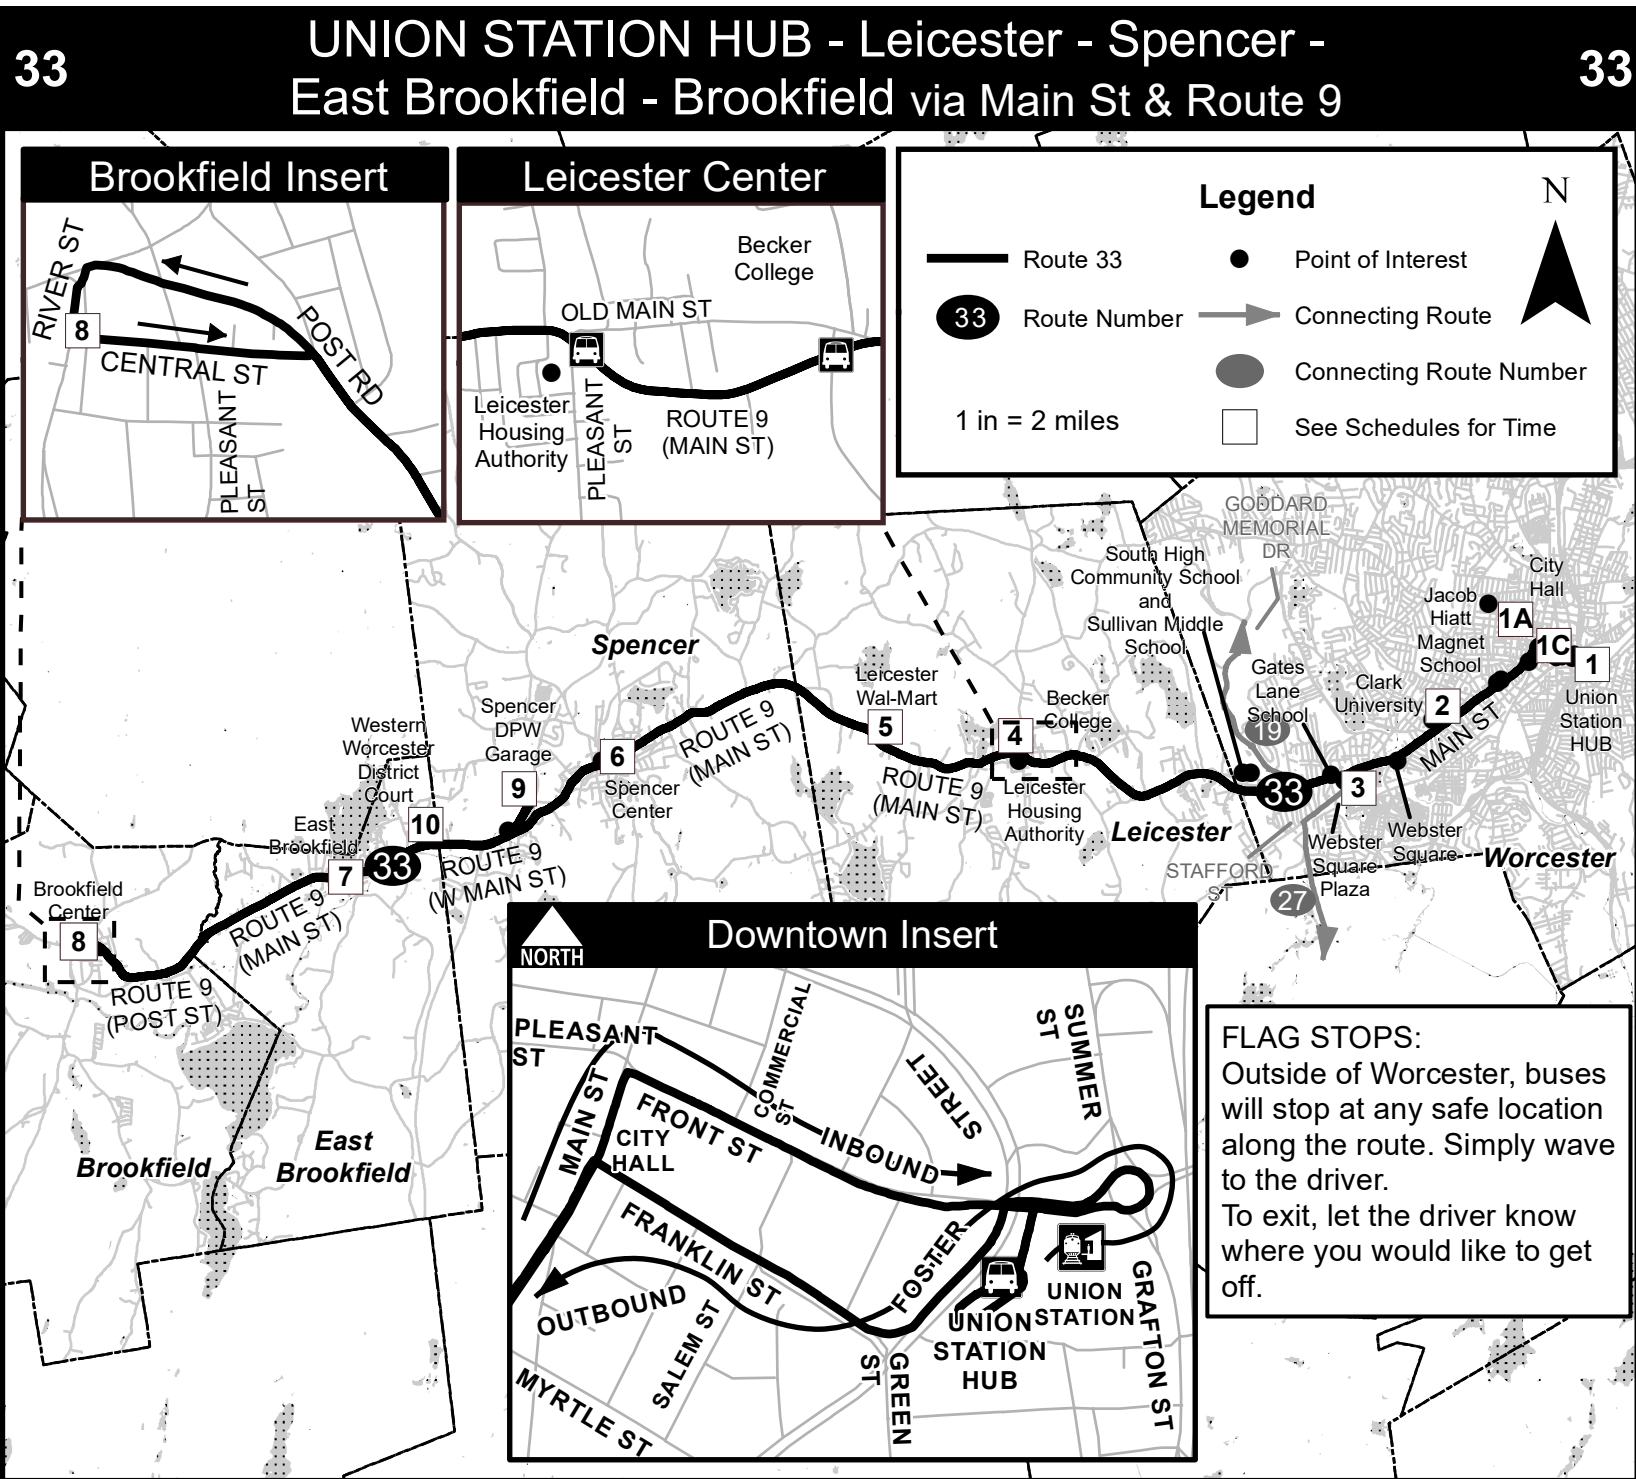 33
UNION STATION HUB - Leicester - Spencer -
East Brookfield - Brookfield via Main St & Route 9
33
Brookfield Insert
RIVER ST
8
CENTRAL ST
POST RD
PLEASANT
ST
Leicester Center
Becker
College
OLD MAIN ST
Leicester
Housing
Authority
PLEASANT
ST
ROUTE 9
(MAIN ST)
Legend
N
Route 33
Point of Interest
33
Route Number
Connecting Route
Connecting Route Number
1 in = 2 miles
See Schedules for Time
GODDARD
MEMORIAL
DR
South High
Community School
and
Sullivan Middle
School
City
Hall
Jacob
Hiatt
Magnet
School
1A
1C
1
Union
Station
HUB
Gates
Lane
School
19
Clark
University
2
MAIN ST
Spencer
Leicester
Wal-Mart
5
Becker
College
4
Spencer
DPW
Garage
9
6
Spencer
Center
ROUTE 9
(MAIN ST)
ROUTE 9
(MAIN ST)
Leicester
Housing
Authority
Leicester
33
3
Webster
Square
Plaza
Webster
Square
Worcester
STAFFORD
ST
27
Western
Worcester
District
Court
10
East
Brookfield
7
33
ROUTE 9
(W MAIN ST)
Brookfield
Center
8
ROUTE 9
(MAIN ST)
ROUTE 9
(POST ST)
Brookfield
East
Brookfield
NORTH
Downtown Insert
PLEASANT
ST
MAIN ST
COMMERCIAL
ST
STREET
SUMMER
ST
FRONT ST
INBOUND
CITY
HALL
FRANKLIN ST
OUTBOUND
SALEM ST
MYRTLE ST
FOSTER
GREEN
ST
1
UNION
STATION
UNION
STATION
HUB
GRAFTON ST
FLAG STOPS:
Outside of Worcester, buses
will stop at any safe location
along the route. Simply wave
to the driver.
To exit, let the driver know
where you would like to get
off.